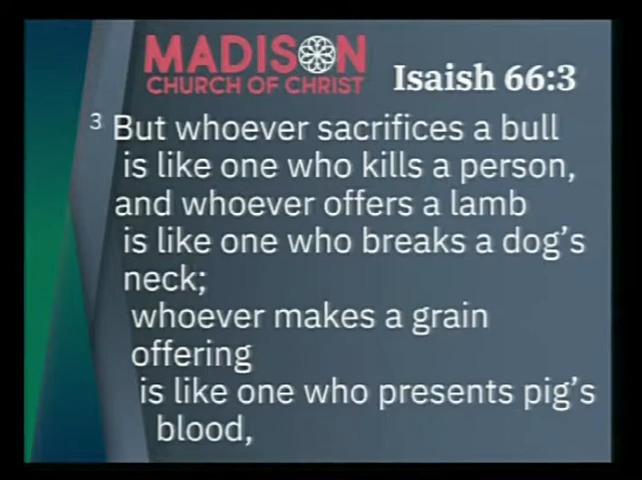 MADISON
CHURCH OF CHRIST
Isaish 66:3
3 But whoever sacrifices a bull
is like one who kills a person,
and whoever offers a lamb
is like one who breaks a dog's
neck;
whoever makes a grain
offering
is like one who presents pig's
blood,